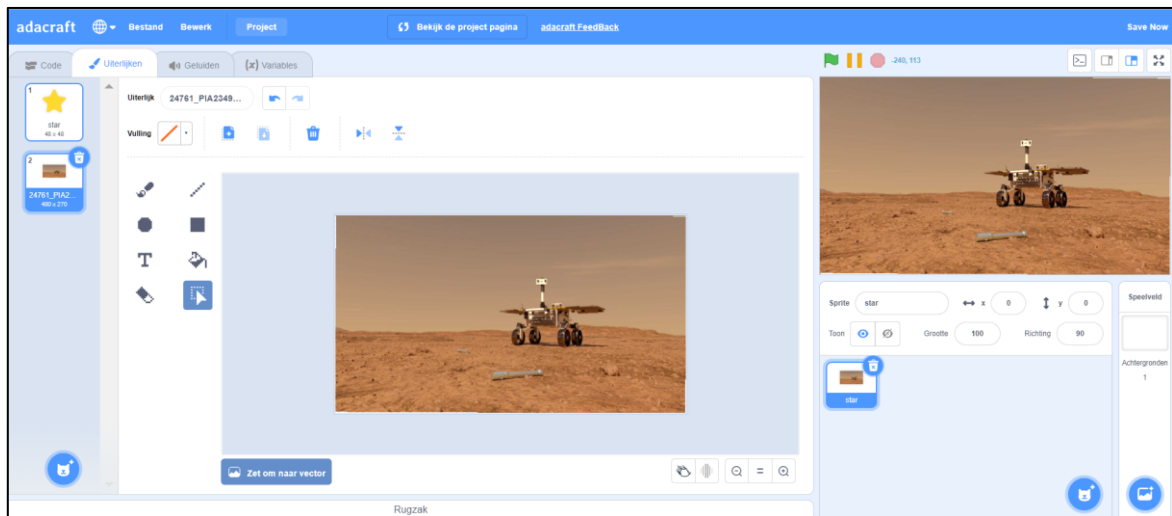 adacraft Bestand Bewerk Project Bekijk de project pagina adacraft FeedBack Save Now
Code Uiterlijken Geluiden (x) Variables
-240, 113
1
star
48 x 48
2
24761_PIA2...
480 x 270
Uiterlijk 24761_PIA2349...
Vulling
T
Zet om naar vector
Rugzak
Sprite star x 0 y 0
Toon Grootte 100 Richting 90
star
Speelveld
Achtergronden
1